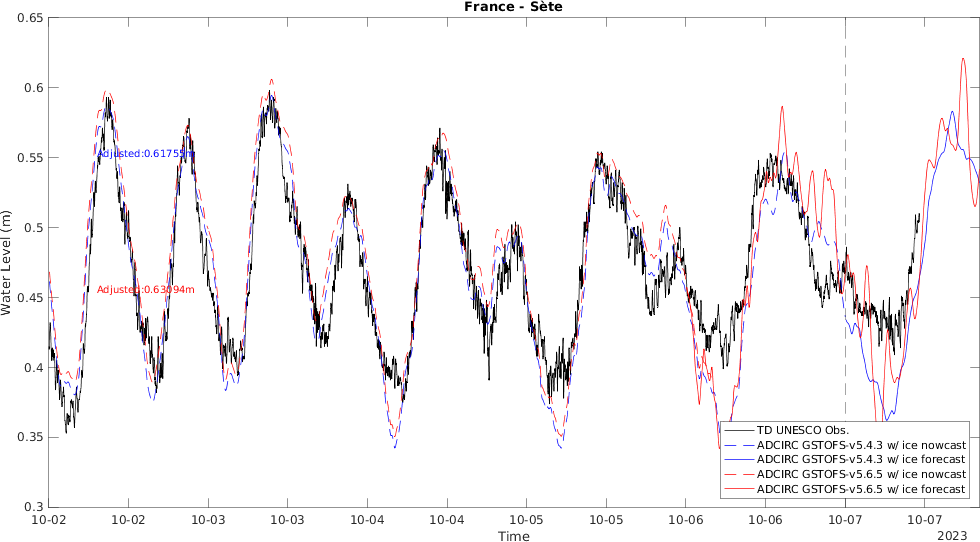 France - Sète
0.65
0.6
0.55
0.5
0.45
0.4
0.35
0.3
Water Level (m)
Adjusted:0.61755m
Adjusted:0.63094m
TD UNESCO Obs.
ADCIRC GSTOFS-v5.4.3 w/ ice nowcast
ADCIRC GSTOFS-v5.4.3 w/ ice forecast
ADCIRC GSTOFS-v5.6.5 w/ ice nowcast
ADCIRC GSTOFS-v5.6.5 w/ ice forecast
10-02 10-02 10-03 10-03 10-04 10-04 10-05 10-05 10-06 10-06 10-07 10-07
2023
Time